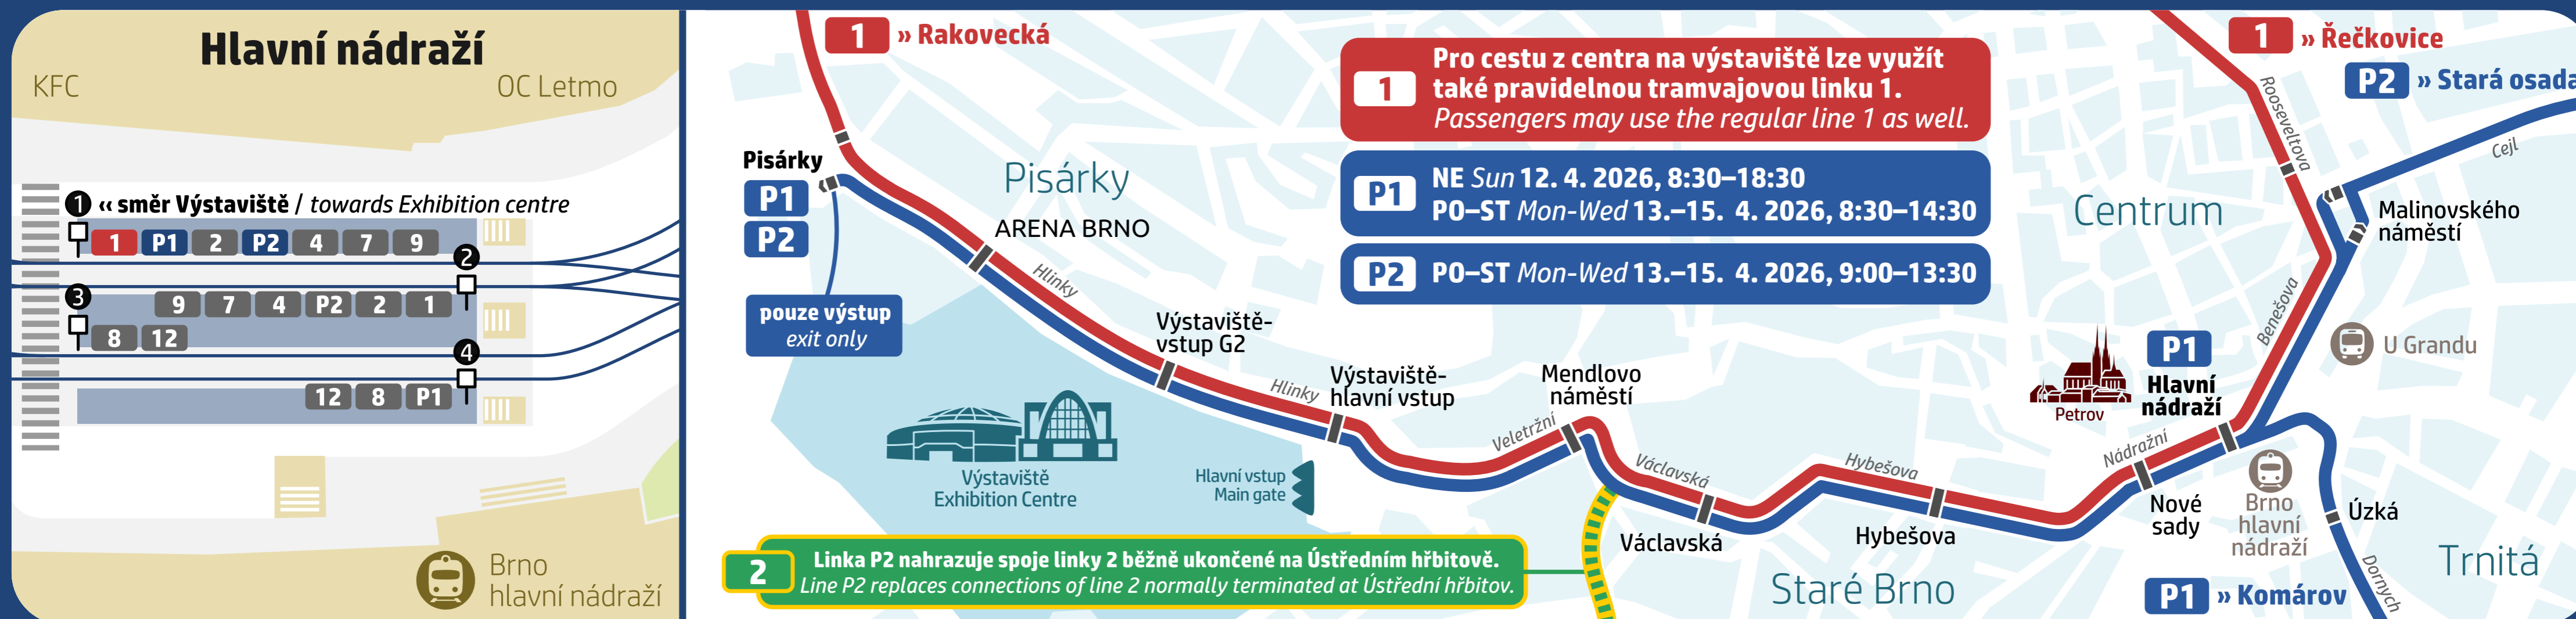 Hlavní nádraží
KFC
OC Letmo
1 ‹‹ směr Výstaviště / towards Exhibition centre
1 P1 2 P2 4 7 9
2
3
9 7 4 P2 2 1
8 12
4
12 8 P1
Brno
hlavní nádraží
1 » Rakovecká
Pisárky
P1
P2
pouze výstup
exit only
Pisárky
ARENA BRNO
Hlinky
Výstaviště-
vstup G2
Hlinky
Výstaviště-
hlavní vstup
Výstaviště
Exhibition Centre
Hlavní vstup
Main gate
Veletržní
Mendlovo
náměstí
Václavská
Václavská
Hybešova
Hybešova
Staré Brno
2
Linka P2 nahrazuje spoje linky 2 běžně ukončené na Ústředním hřbitově.
Line P2 replaces connections of line 2 normally terminated at Ústřední hřbitov.
1
Pro cestu z centra na výstaviště lze využít
také pravidelnou tramvajovou linku 1.
Passengers may use the regular line 1 as well.
P1
NE Sun 12. 4. 2026, 8:30–18:30
PO–ST Mon-Wed 13.–15. 4. 2026, 8:30–14:30
P2 PO–ST Mon-Wed 13.–15. 4. 2026, 9:00–13:30
1 » Řečkovice
P2 » Stará osada
Rooseveltova
Cejl
Centrum
Malinovského
náměstí
Benešova
U Grandu
Petrov
P1
Hlavní
nádraží
Nádražní
Nové
sady
Brno
hlavní
nádraží
Úzká
Dornych
Trnitá
P1 » Komárov